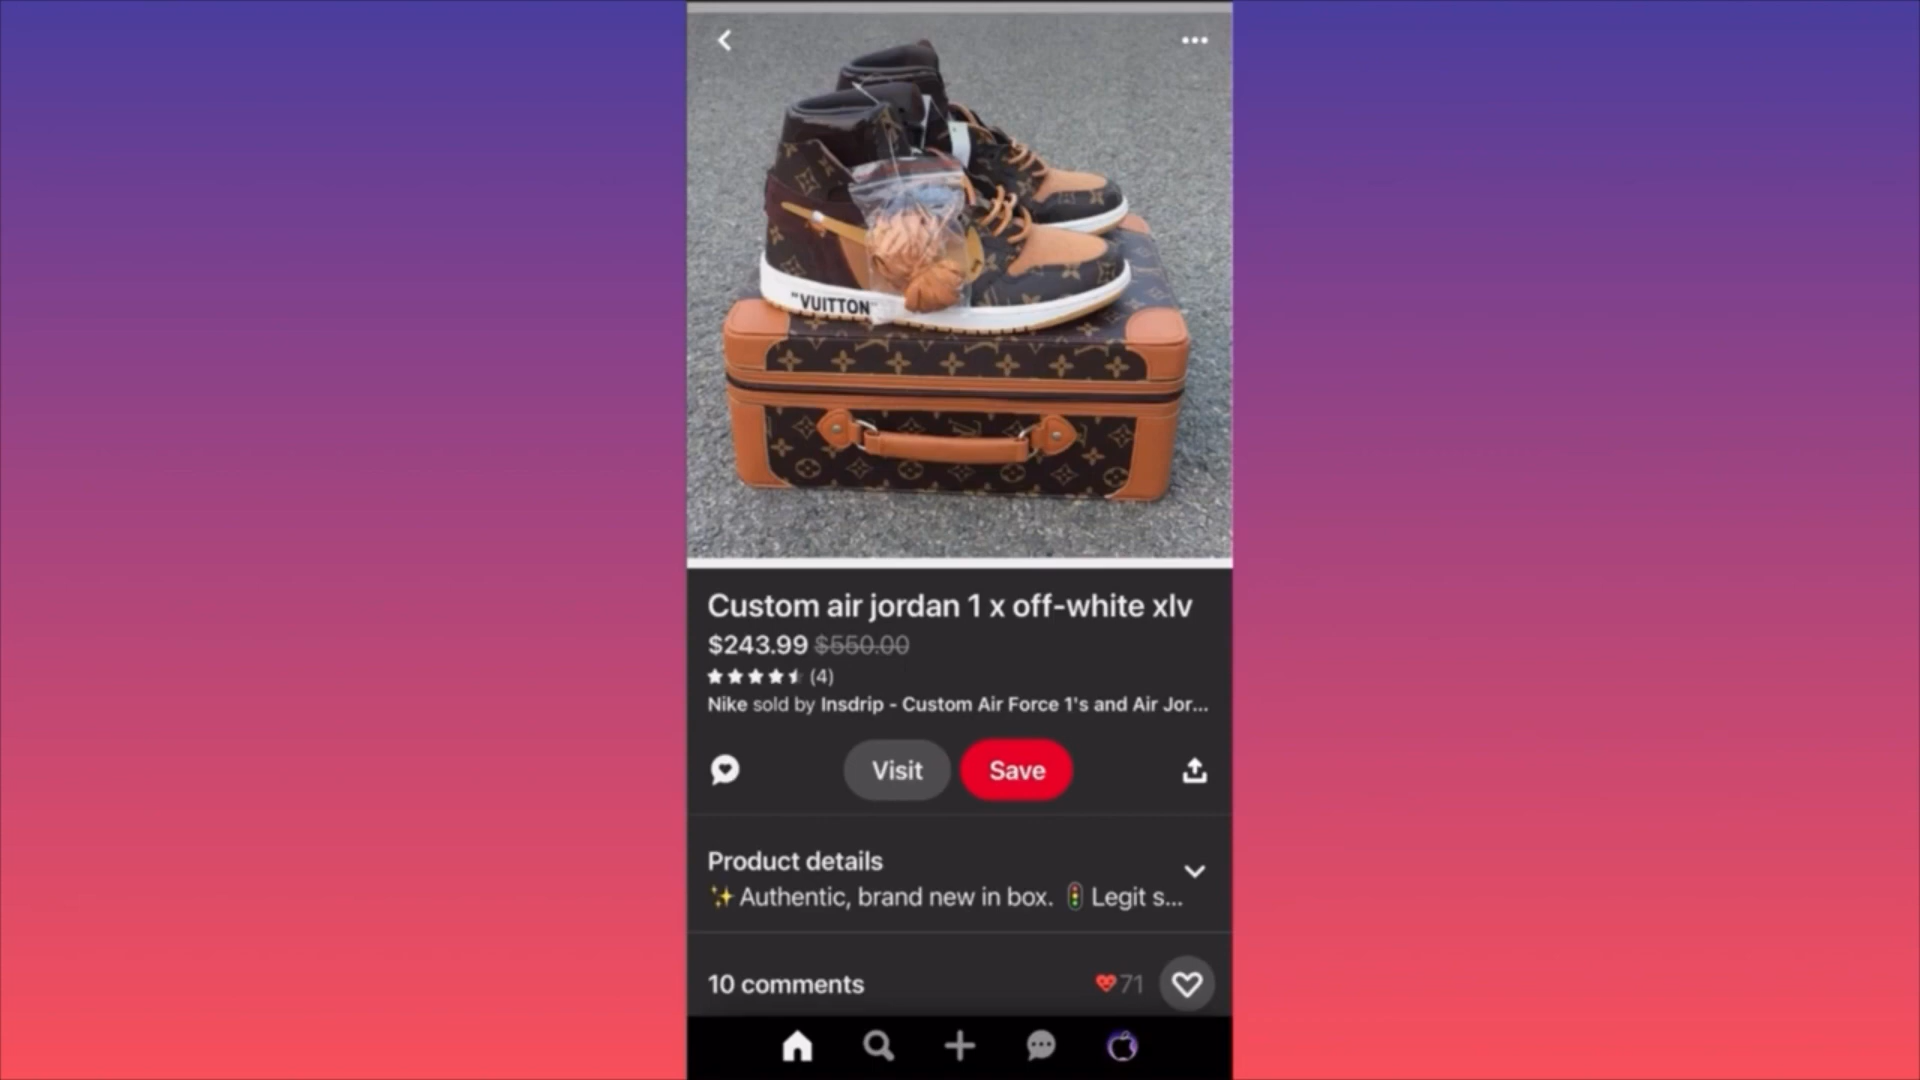 "VUITTON"
Custom air jordan 1 x off-white xlv
$243.99 $550.00
(4)
Nike sold by Insdrip - Custom Air Force 1's and Air Jor...
Visit Save
Product details
✨ Authentic, brand new in box. 🚦 Legit s...
10 comments
71